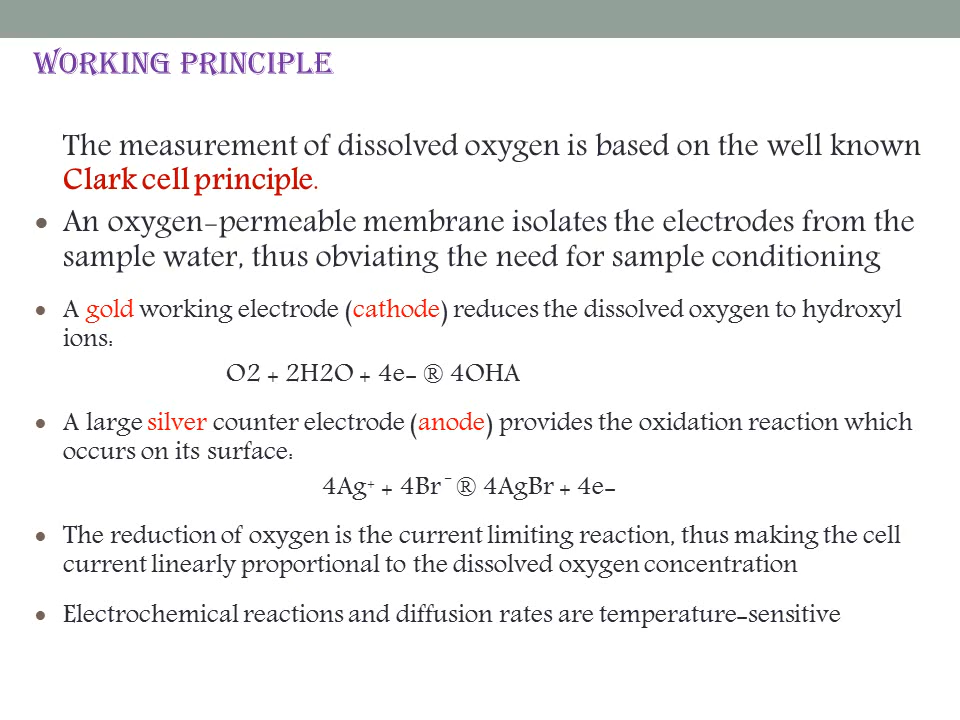 WORKING PRINCIPLE
The measurement of dissolved oxygen is based on the well known
Clark cell principle.
• An oxygen-permeable membrane isolates the electrodes from the
sample water, thus obviating the need for sample conditioning
• A gold working electrode (cathode) reduces the dissolved oxygen to hydroxyl
ions:
O2 + 2H2O + 4e- ® 4OHA
• A large silver counter electrode (anode) provides the oxidation reaction which
occurs on its surface:
4Ag⁺ + 4Br¯ ® 4AgBr + 4e-
• The reduction of oxygen is the current limiting reaction, thus making the cell
current linearly proportional to the dissolved oxygen concentration
• Electrochemical reactions and diffusion rates are temperature-sensitive